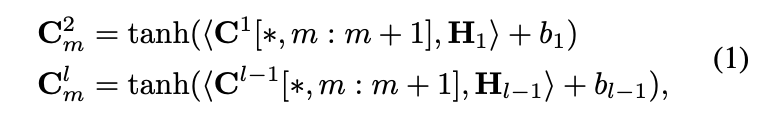 C²ₘ = tanh(⟨C¹[∗, m : m + 1], H₁⟩ + b₁)
Cˡₘ = tanh(⟨Cˡ⁻¹[∗, m : m + 1], Hₗ₋₁⟩ + bₗ₋₁), (1)